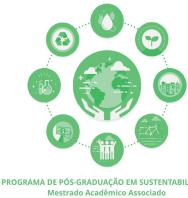 PROGRAMA DE PÓS-GRADUAÇÃO EM SUSTENTABIL
Mestrado Acadêmico Associado